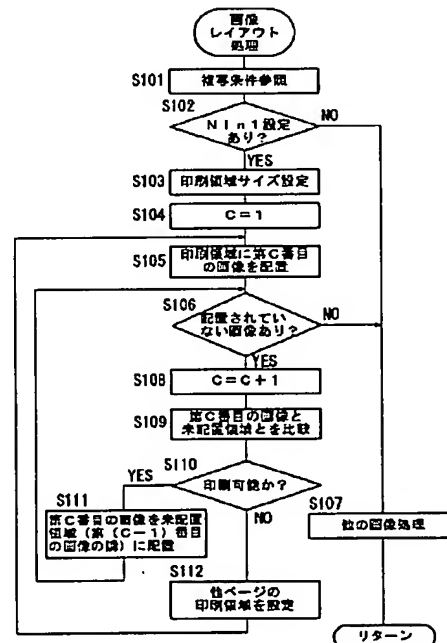 画像
レイアウト
処理
S101
複写条件参照
S102
NIn1設定
あり?
NO
YES
S103
印刷領域サイズ設定
S104
C=1
S105
印刷領域に第C番目
の画像を配置
S106
配置されてい
ない画像あり?
NO
YES
S108
C=C+1
S109
第C番目の画像と
未配置領域とを比較
S110
YES
印刷可能か?
NO
S111
第C番目の画像を未配置
領域(第(C-1)番目
の画像の隣)に配置
S107
他の画像処理
S112
他ページの
印刷領域を設定
リターン